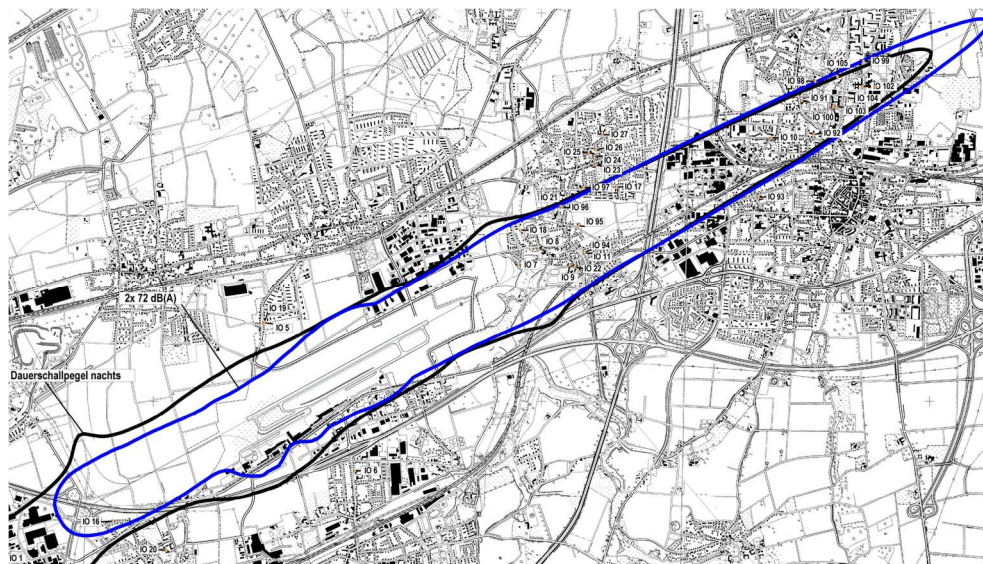 IO 105
IO 99
IO 98
IO 102
IO 91
IO 104
IO 100
IO 103
IO 27
IO 92
IO 10
IO 26
IO 25
IO 24
IO 23
IO 97
IO 17
IO 21
IO 93
IO 96
IO 95
IO 18
IO 8
IO 94
IO 11
IO 7
IO 22
IO 9
2x 72 dB(A)
IO 19
IO 5
Dauerschallpegel nachts
IO 6
IO 16
IO 20
IO 1